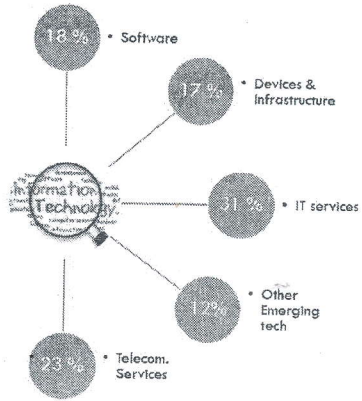 18 %
• Software
17 %
• Devices &
Infrastructure
Information
Technology
31 %
• IT services
12%
• Other
Emerging
tech
23 %
• Telecom.
Services